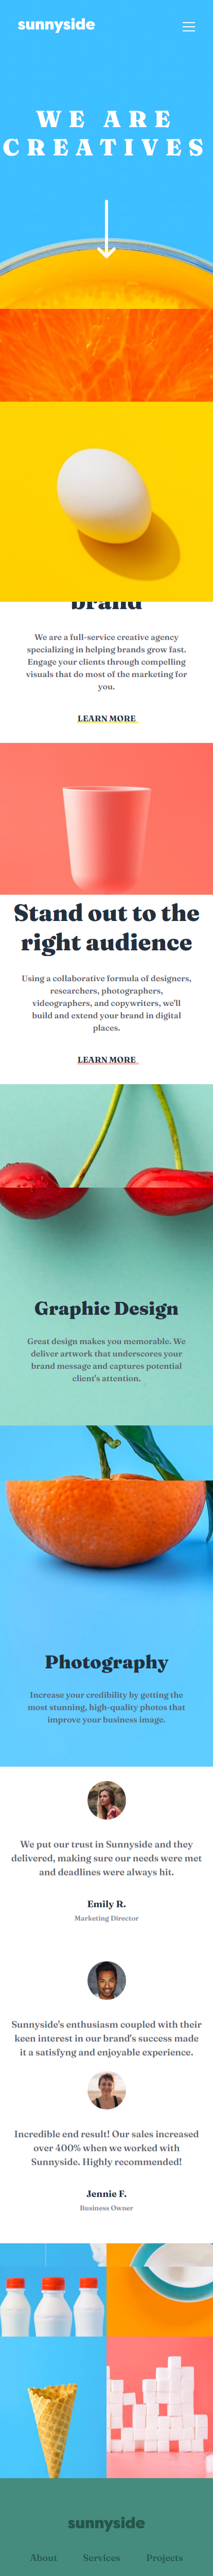 sunnyside
WE ARE
CREATIVES
brand
We are a full-service creative agency
specializing in helping brands grow fast.
Engage your clients through compelling
visuals that do most of the marketing for
you.
LEARN MORE
Stand out to the
right audience
Using a collaborative formula of designers,
researchers, photographers,
videographers, and copywriters, we'll
build and extend your brand in digital
places.
LEARN MORE
Graphic Design
Great design makes you memorable. We
deliver artwork that underscores your
brand message and captures potential
client's attention.
Photography
Increase your credibility by getting the
most stunning, high-quality photos that
improve your business image.
We put our trust in Sunnyside and they
delivered, making sure our needs were met
and deadlines were always hit.
Emily R.
Marketing Director
Sunnyside's enthusiasm coupled with their
keen interest in our brand's success made
it a satisfyng and enjoyable experience.
Incredible end result! Our sales increased
over 400% when we worked with
Sunnyside. Highly recommended!
Jennie F.
Business Owner
sunnyside
About Services Projects